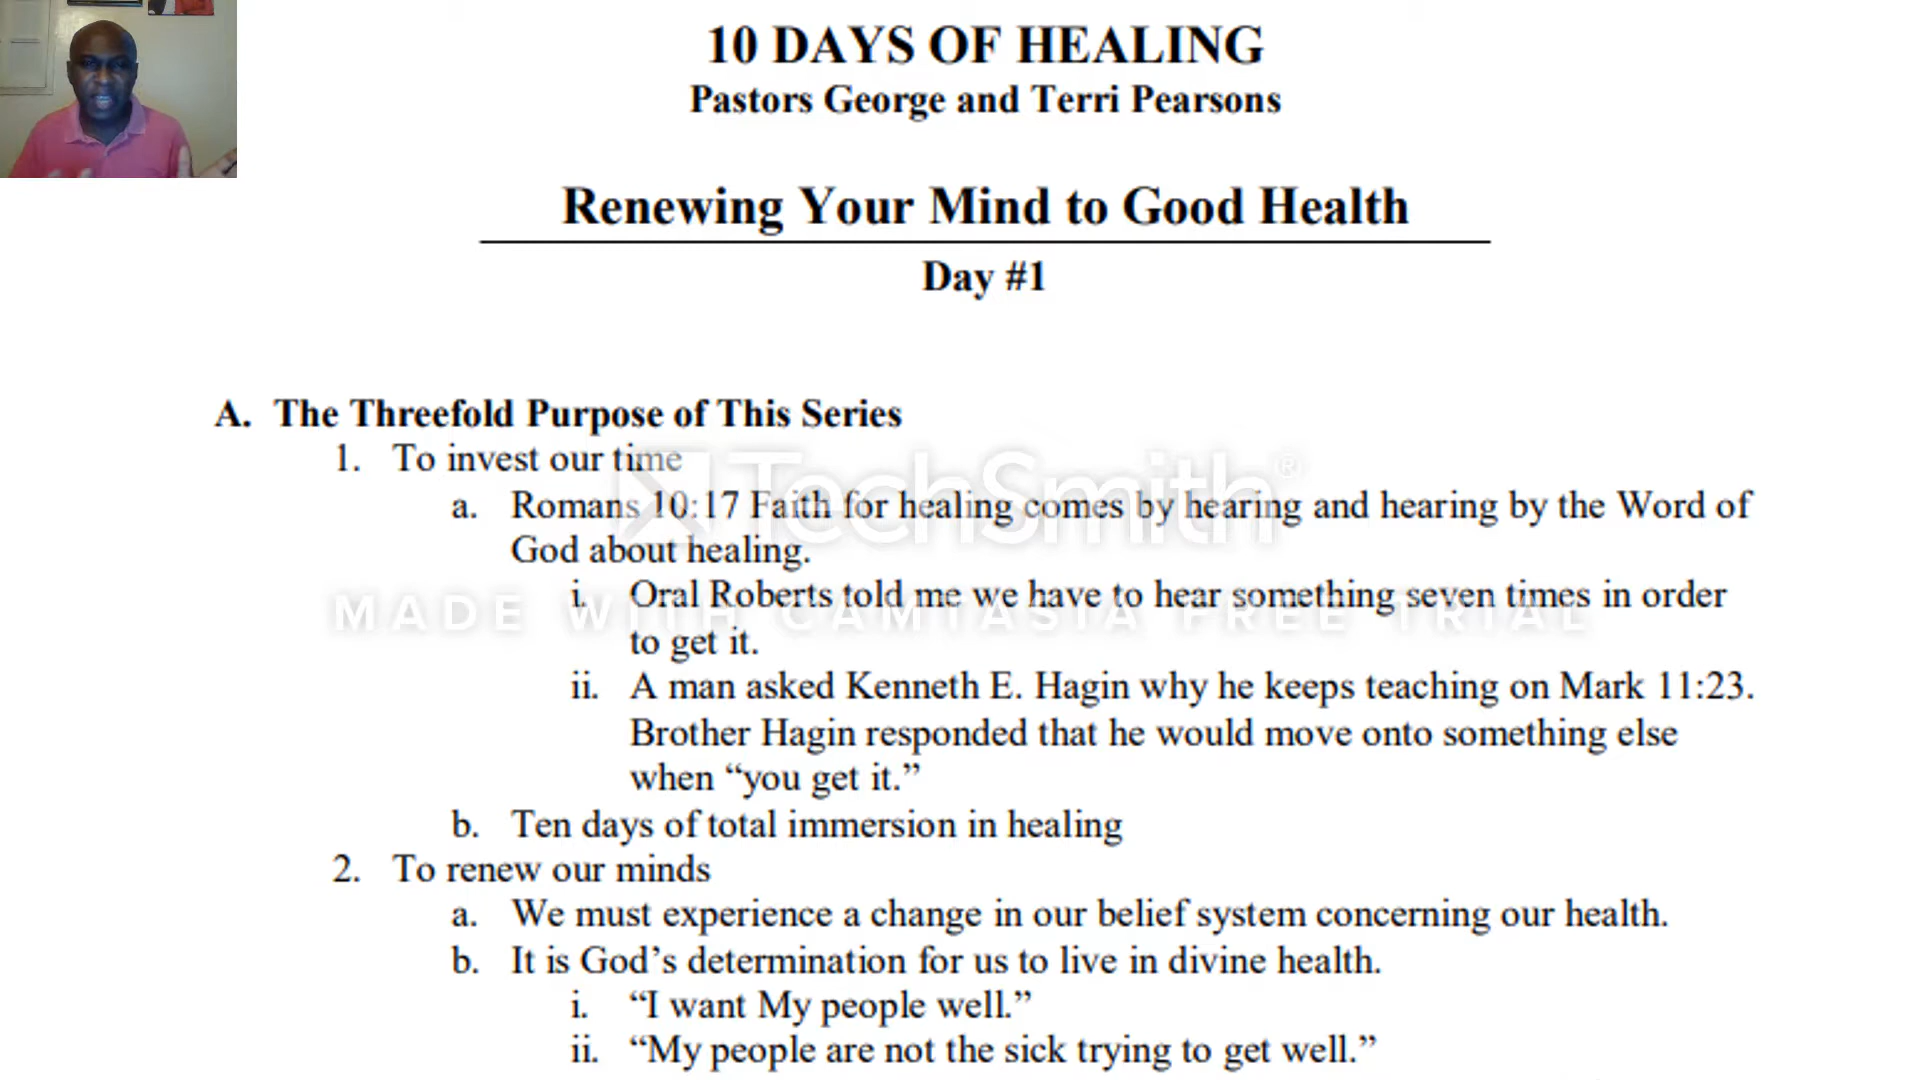 10 DAYS OF HEALING
Pastors George and Terri Pearsons
Renewing Your Mind to Good Health
Day #1
A. The Threefold Purpose of This Series
1. To invest our time
a. Romans 10:17 Faith for healing comes by hearing and hearing by the Word of
God about healing.
i. Oral Roberts told me we have to hear something seven times in order
to get it.
ii. A man asked Kenneth E. Hagin why he keeps teaching on Mark 11:23.
Brother Hagin responded that he would move onto something else
when “you get it.”
b. Ten days of total immersion in healing
2. To renew our minds
a. We must experience a change in our belief system concerning our health.
b. It is God’s determination for us to live in divine health.
i. “I want My people well.”
ii. “My people are not the sick trying to get well.”
TechSmith®
MADE WITH CAMTASIA FREE TRIAL